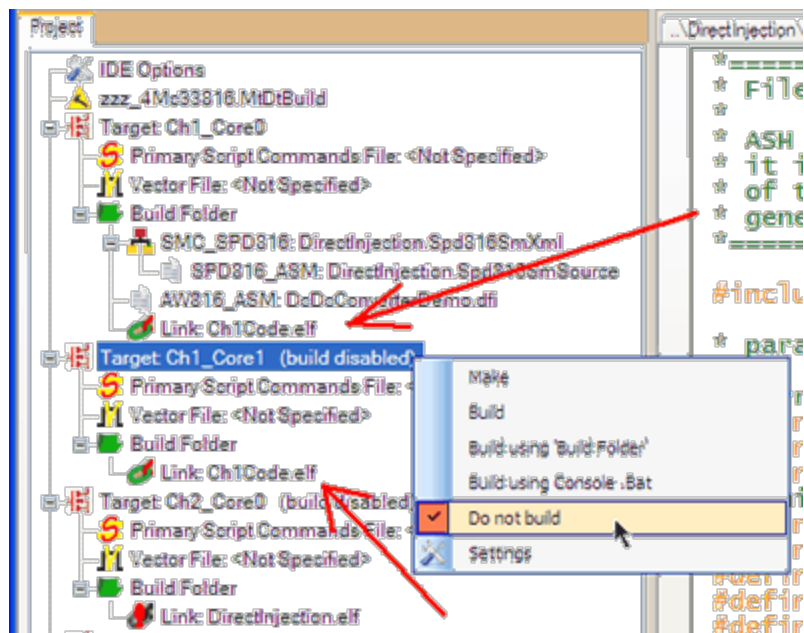 Project
IDE Options
zzz_4Mc33816.MtDtBuild
Target: Ch1_Core0
Primary Script Commands File: <Not Specified>
Vector File: <Not Specified>
Build Folder
SMC_SPD816: DirectInjection.Spd816SmXml
SPD816_ASM: DirectInjection.Spd816SmSource
AW816_ASM: DcDcConverterDemo.dfi
Link: Ch1Code.elf
Target: Ch1_Core1 (build disabled)
Primary Script Commands File:
Vector File: <Not Specified>
Build Folder
Link: Ch1Code.elf
Target: Ch2_Core0 (build disabled)
Primary Script Commands File:
Vector File: <Not Specified>
Build Folder
Link: DirectInjection.elf
Make
Build
Build using 'Build Folder'
Build using Console .Bat
Do not build
Settings
..\DirectInjection\
*=====
* File
*
* ASH
* it i
* of t
* gene
*=====
#inclu
* para
#defin
#defin